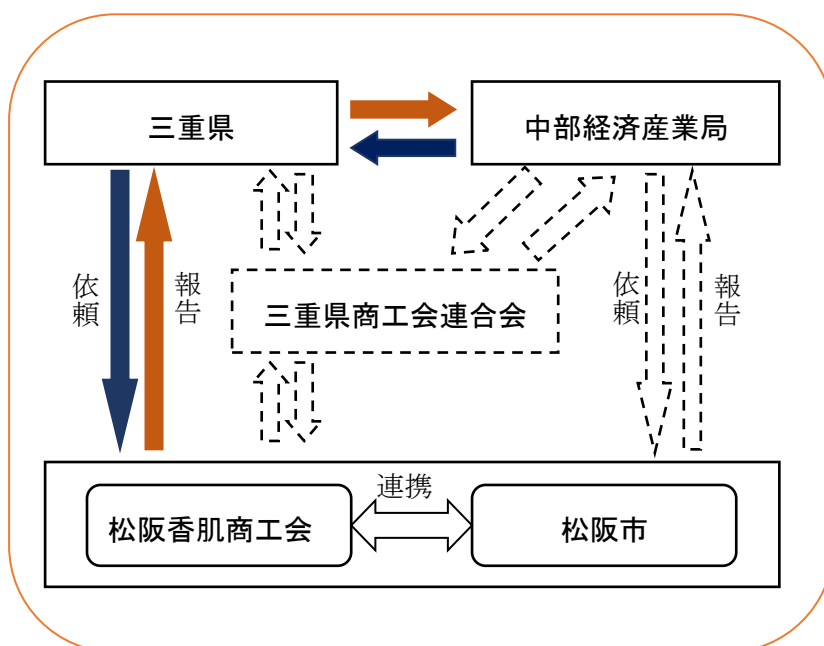 三重県
中部経済産業局
依頼
報告
三重県商工会連合会
依頼
報告
連携
松阪香肌商工会
松阪市